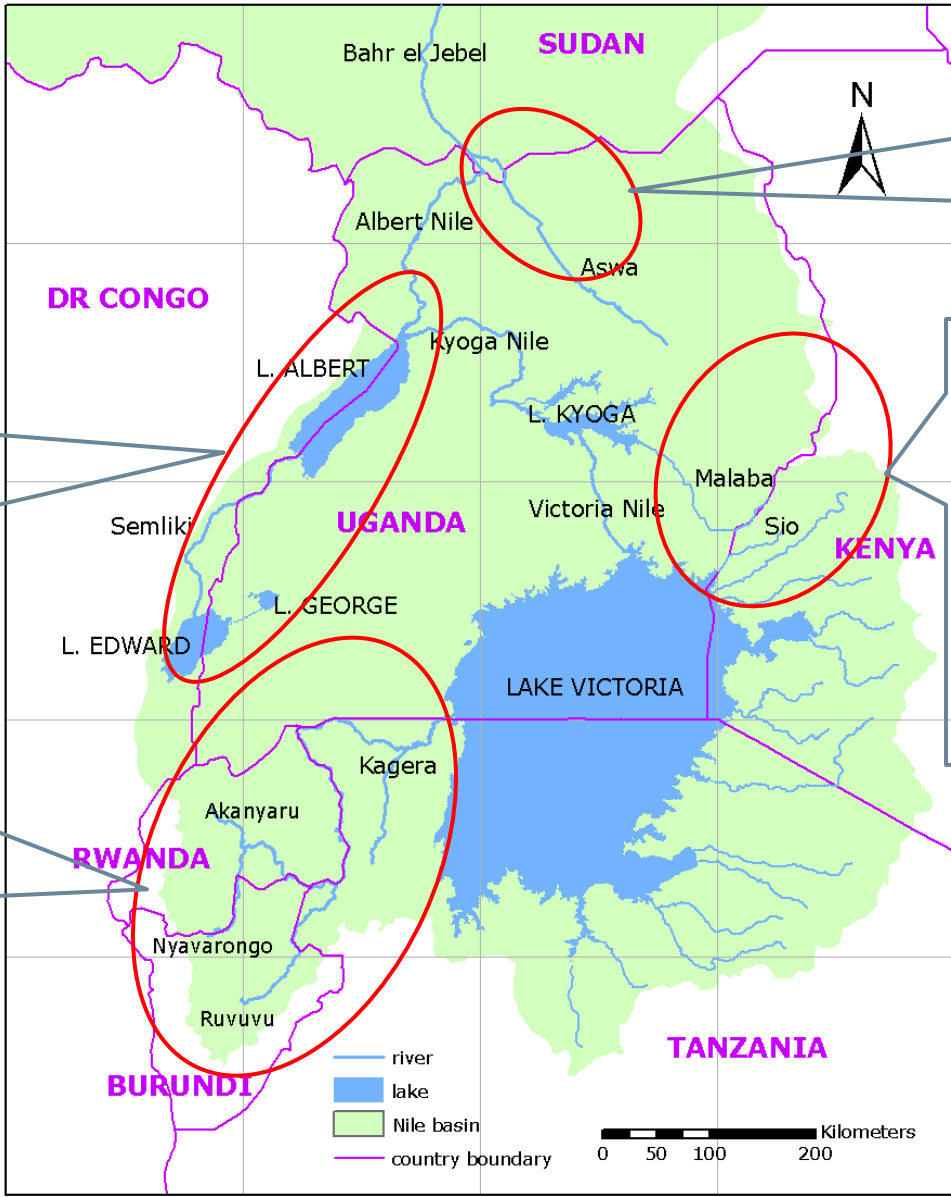 Bahr el Jebel
SUDAN
N
Albert Nile
Aswa
DR CONGO
Kyoga Nile
L. ALBERT
L. KYOGA
Malaba
Victoria Nile
UGANDA
Semliki
Sio
KENYA
L. GEORGE
L. EDWARD
LAKE VICTORIA
Kagera
Akanyaru
RWANDA
Nyavarongo
Ruvuvu
TANZANIA
BURUNDI
river
lake
Nile basin
country boundary
Kilometers
0 50 100 200